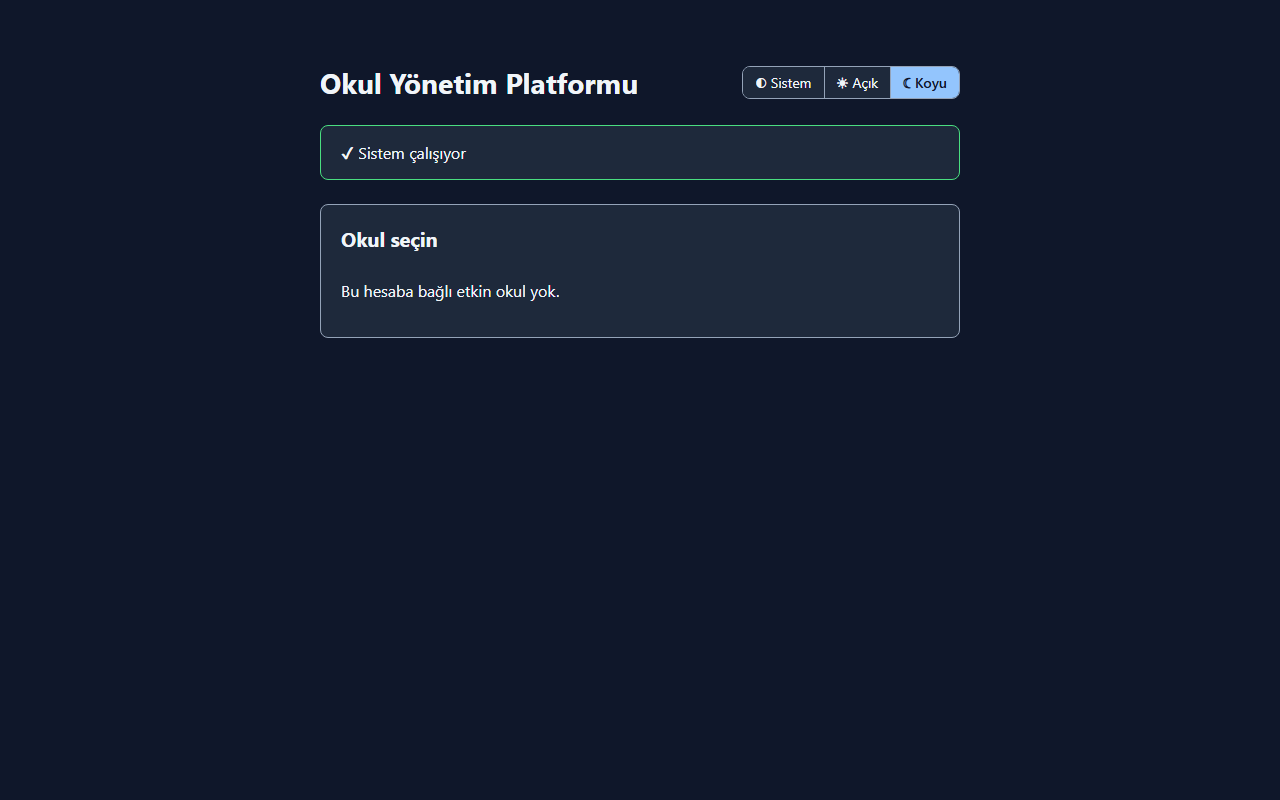 Okul Yönetim Platformu
◐ Sistem ☀ Açık ☾ Koyu
✓ Sistem çalışıyor
Okul seçin
Bu hesaba bağlı etkin okul yok.